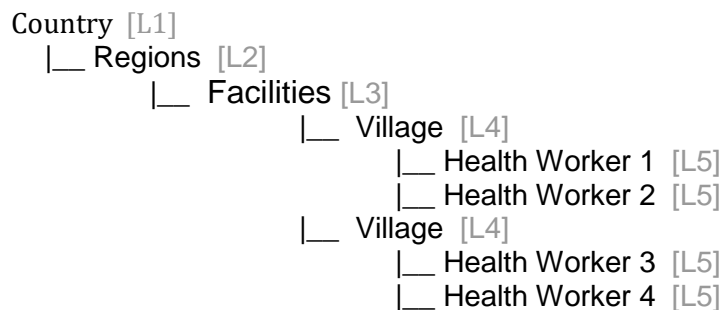 Country [L1]
|__ Regions [L2]
|__ Facilities [L3]
|__ Village [L4]
|__ Health Worker 1 [L5]
|__ Health Worker 2 [L5]
|__ Village [L4]
|__ Health Worker 3 [L5]
|__ Health Worker 4 [L5]